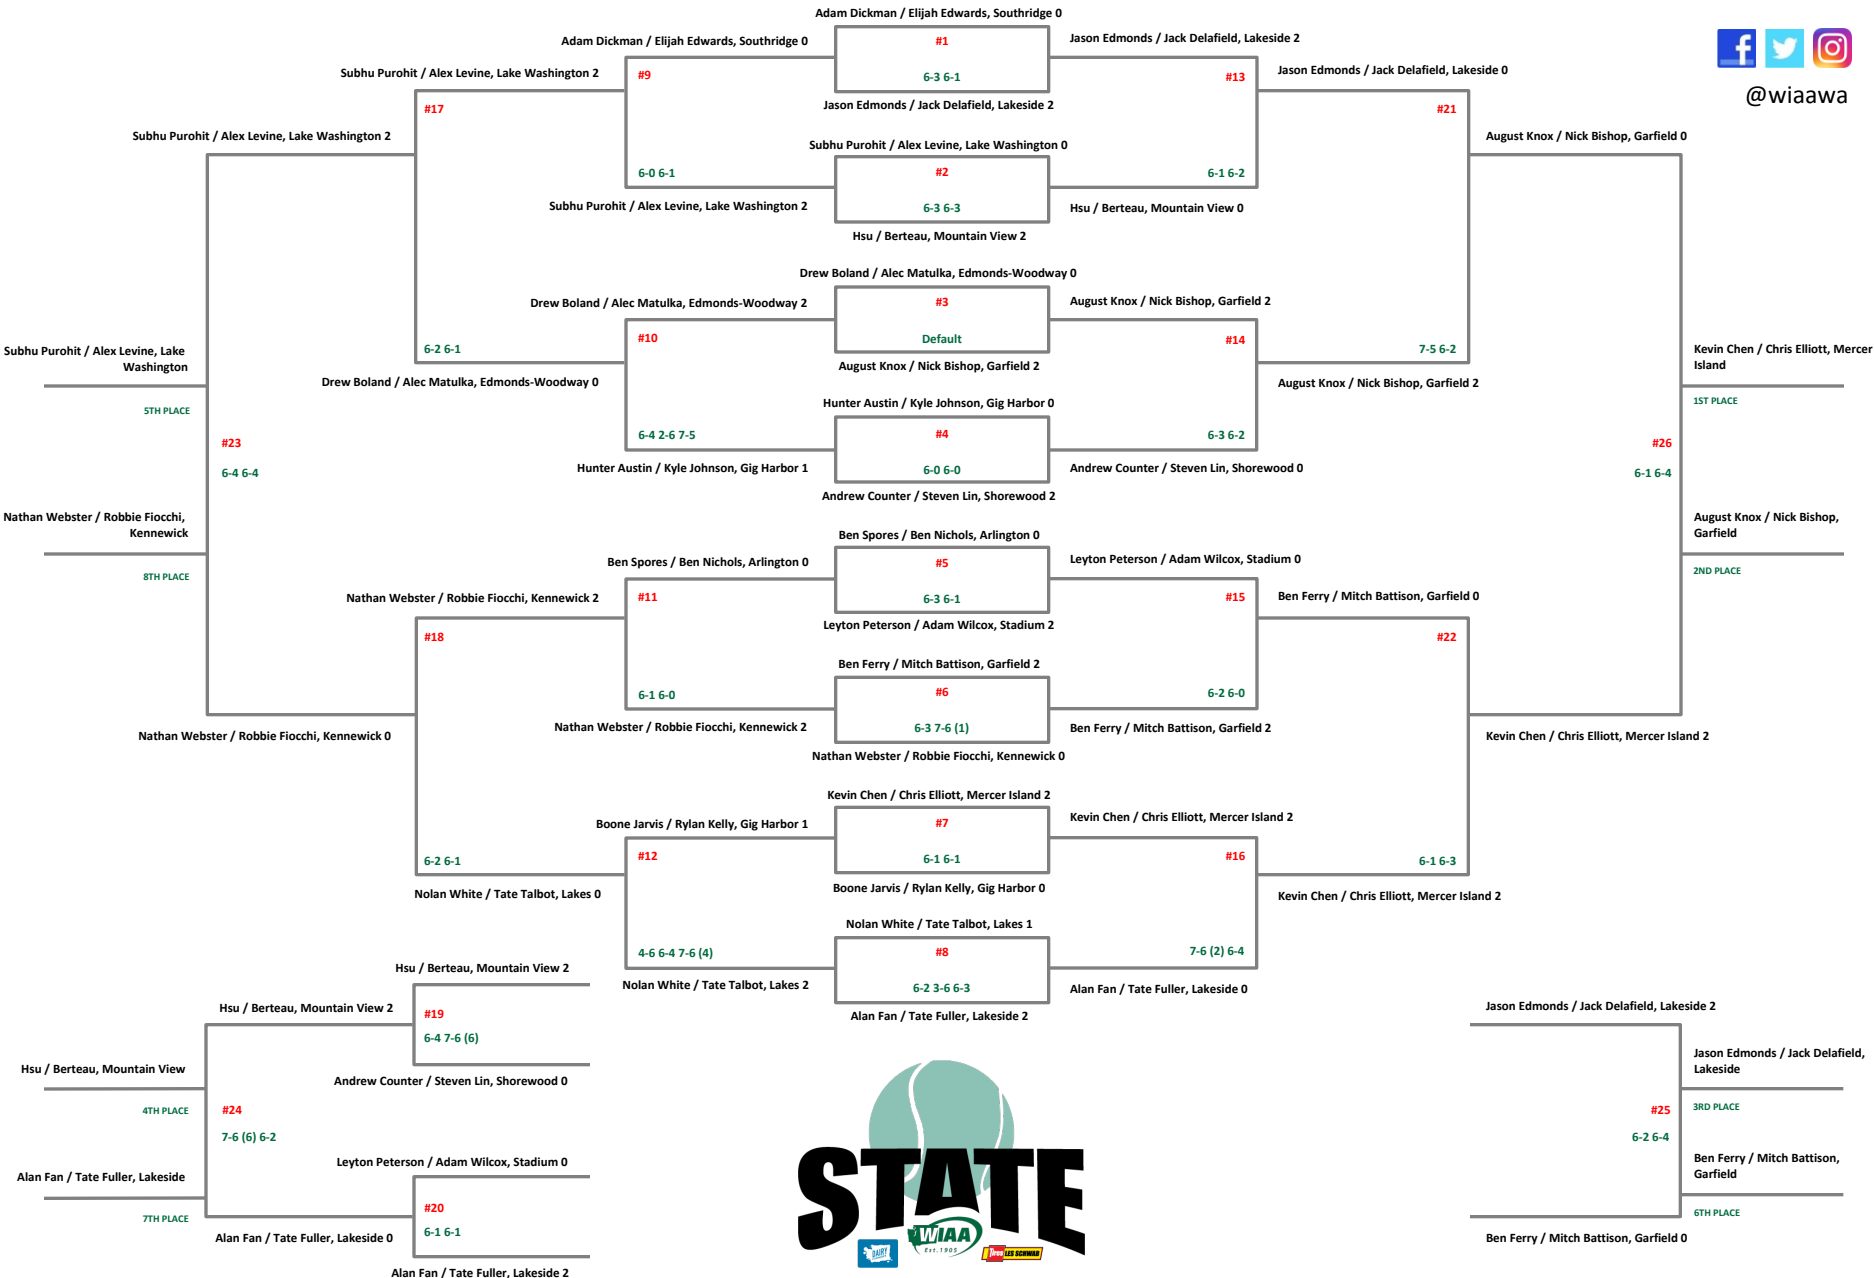 Adam Dickman / Elijah Edwards, Southridge 0
Adam Dickman / Elijah Edwards, Southridge 0
#1
Jason Edmonds / Jack Delafield, Lakeside 2
Subhu Purohit / Alex Levine, Lake Washington 2
#9
6-3 6-1
#13
Jason Edmonds / Jack Delafield, Lakeside 0
@wiaawa
Jason Edmonds / Jack Delafield, Lakeside 2
#17
#21
Subhu Purohit / Alex Levine, Lake Washington 2
Subhu Purohit / Alex Levine, Lake Washington 0
August Knox / Nick Bishop, Garfield 0
6-0 6-1
#2
6-1 6-2
Subhu Purohit / Alex Levine, Lake Washington 2
6-3 6-3
Hsu / Berteau, Mountain View 0
Hsu / Berteau, Mountain View 2
Drew Boland / Alec Matulka, Edmonds-Woodway 0
Drew Boland / Alec Matulka, Edmonds-Woodway 2
#3
August Knox / Nick Bishop, Garfield 2
#10
Default
#14
Subhu Purohit / Alex Levine, Lake
Washington
6-2 6-1
7-5 6-2
Kevin Chen / Chris Elliott, Mercer
Island
August Knox / Nick Bishop, Garfield 2
Drew Boland / Alec Matulka, Edmonds-Woodway 0
August Knox / Nick Bishop, Garfield 2
5TH PLACE
Hunter Austin / Kyle Johnson, Gig Harbor 0
1ST PLACE
#23
6-4 2-6 7-5
#4
6-3 6-2
#26
6-4 6-4
Hunter Austin / Kyle Johnson, Gig Harbor 1
6-0 6-0
Andrew Counter / Steven Lin, Shorewood 0
6-1 6-4
Andrew Counter / Steven Lin, Shorewood 2
Nathan Webster / Robbie Fiocchi,
Kennewick
August Knox / Nick Bishop,
Garfield
Ben Spores / Ben Nichols, Arlington 0
Ben Spores / Ben Nichols, Arlington 0
#5
Leyton Peterson / Adam Wilcox, Stadium 0
8TH PLACE
2ND PLACE
Nathan Webster / Robbie Fiocchi, Kennewick 2
#11
6-3 6-1
#15
Ben Ferry / Mitch Battison, Garfield 0
Leyton Peterson / Adam Wilcox, Stadium 2
#18
#22
Ben Ferry / Mitch Battison, Garfield 2
6-1 6-0
#6
6-2 6-0
Nathan Webster / Robbie Fiocchi, Kennewick 0
Nathan Webster / Robbie Fiocchi, Kennewick 2
6-3 7-6 (1)
Ben Ferry / Mitch Battison, Garfield 2
Kevin Chen / Chris Elliott, Mercer Island 2
Nathan Webster / Robbie Fiocchi, Kennewick 0
Kevin Chen / Chris Elliott, Mercer Island 2
Boone Jarvis / Rylan Kelly, Gig Harbor 1
#7
Kevin Chen / Chris Elliott, Mercer Island 2
6-2 6-1
#12
6-1 6-1
#16
6-1 6-3
Nolan White / Tate Talbot, Lakes 0
Boone Jarvis / Rylan Kelly, Gig Harbor 0
Kevin Chen / Chris Elliott, Mercer Island 2
Nolan White / Tate Talbot, Lakes 1
4-6 6-4 7-6 (4)
#8
7-6 (2) 6-4
Hsu / Berteau, Mountain View 2
Nolan White / Tate Talbot, Lakes 2
6-2 3-6 6-3
Alan Fan / Tate Fuller, Lakeside 0
Hsu / Berteau, Mountain View 2
#19
Alan Fan / Tate Fuller, Lakeside 2
Jason Edmonds / Jack Delafield, Lakeside 2
6-4 7-6 (6)
Hsu / Berteau, Mountain View
Andrew Counter / Steven Lin, Shorewood 0
Jason Edmonds / Jack Delafield,
Lakeside
4TH PLACE
#24
#25
3RD PLACE
7-6 (6) 6-2
6-2 6-4
Leyton Peterson / Adam Wilcox, Stadium 0
Alan Fan / Tate Fuller, Lakeside
Ben Ferry / Mitch Battison,
Garfield
7TH PLACE
#20
6TH PLACE
6-1 6-1
Alan Fan / Tate Fuller, Lakeside 0
Ben Ferry / Mitch Battison, Garfield 0
Alan Fan / Tate Fuller, Lakeside 2
STATE
WIAA
Est. 1905
DAIRY
Tires LES SCHWAB